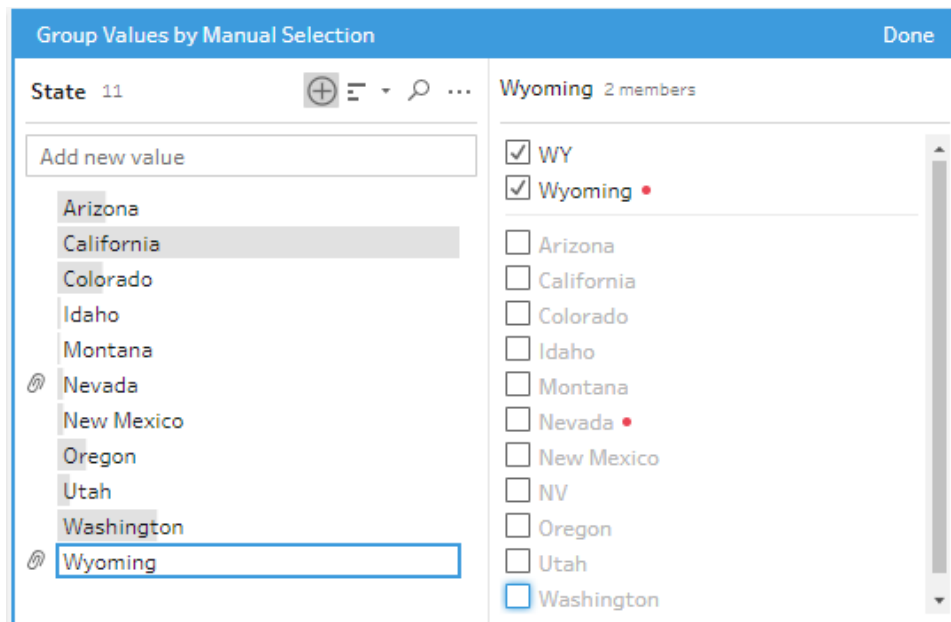 Group Values by Manual Selection Done
State 11
Add new value
Arizona
California
Colorado
Idaho
Montana
Nevada
New Mexico
Oregon
Utah
Washington
Wyoming
Wyoming 2 members
WY
Wyoming
Arizona
California
Colorado
Idaho
Montana
Nevada
New Mexico
NV
Oregon
Utah
Washington